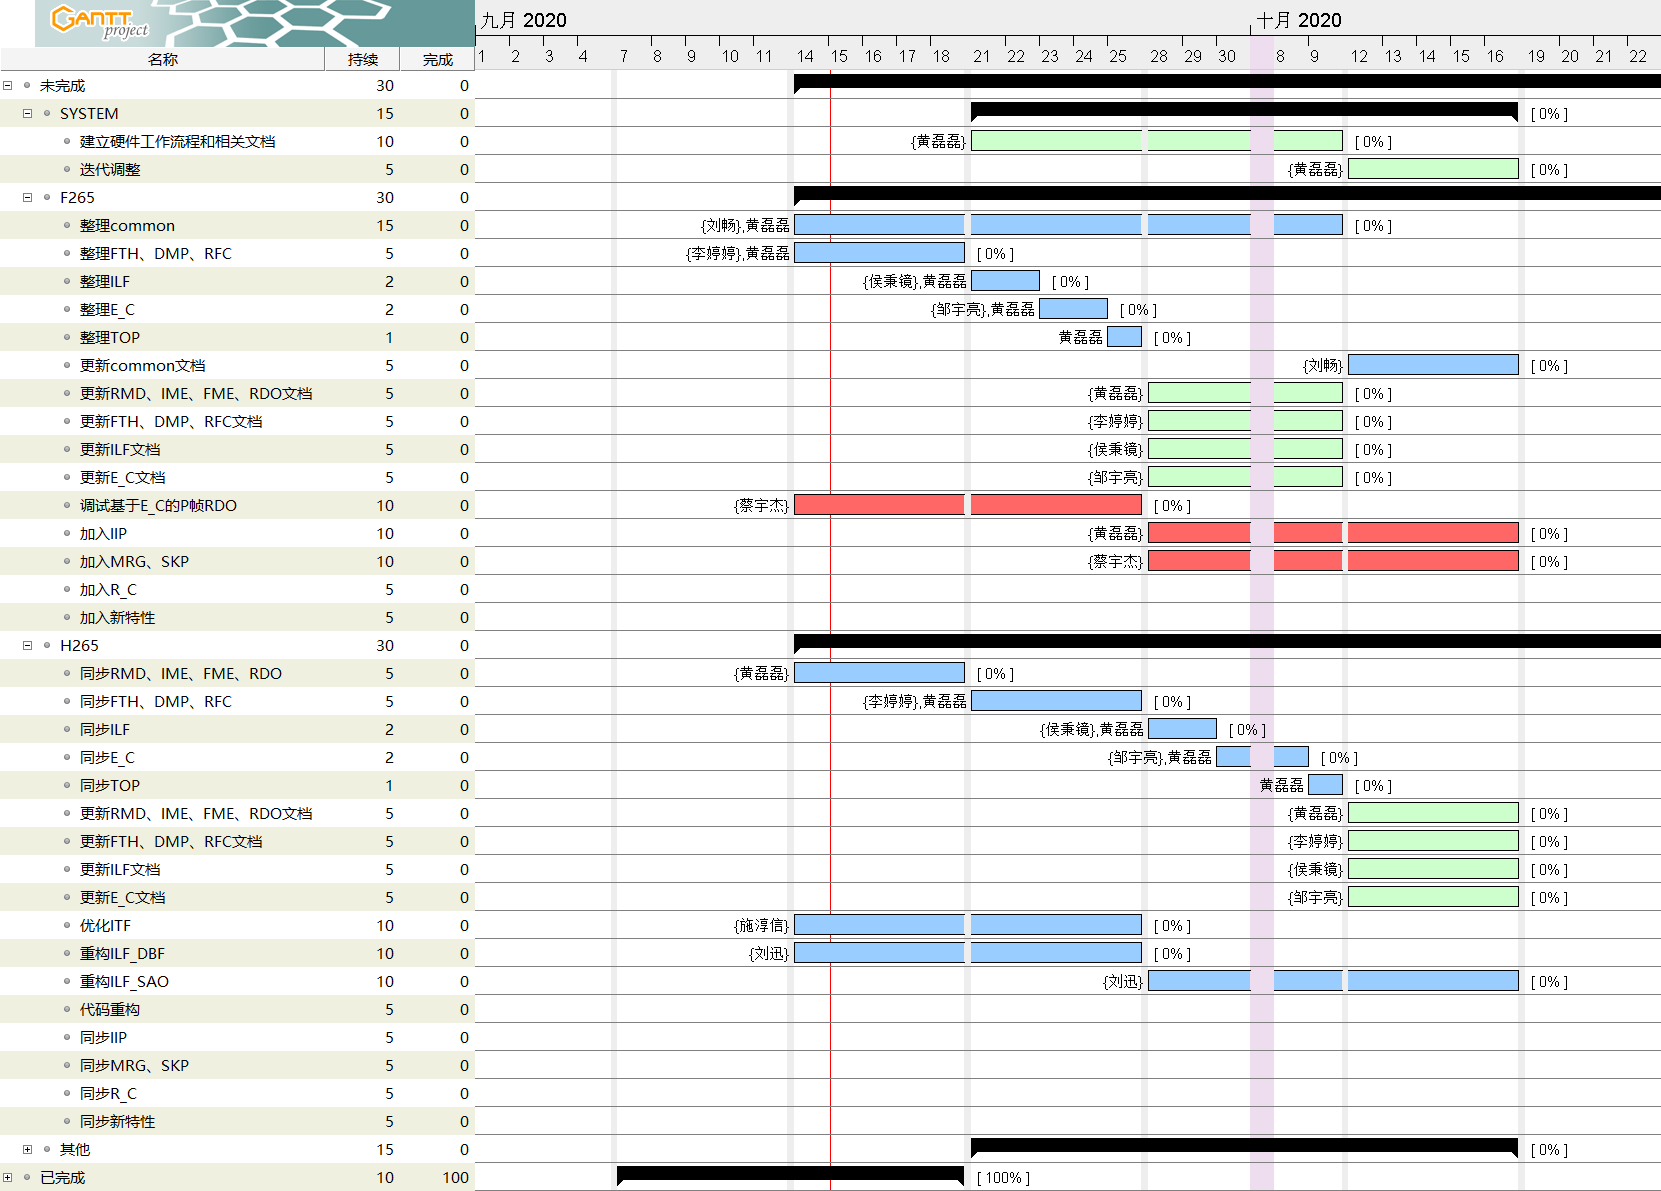 GANTT project
九月 2020 十月 2020
名称 持续 完成 1 2 3 4 7 8 9 10 11 14 15 16 17 18 21 22 23 24 25 28 29 30 8 9 12 13 14 15 16 19 20 21 22
未完成 30 0
SYSTEM 15 0 [ 0% ]
建立硬件工作流程和相关文档 10 0 {黄磊磊} [ 0% ]
迭代调整 5 0 {黄磊磊} [ 0% ]
F265 30 0
整理common 15 0 {刘畅},黄磊磊 [ 0% ]
整理FTH、DMP、RFC 5 0 {李婷婷},黄磊磊 [ 0% ]
整理ILF 2 0 {侯秉镜},黄磊磊 [ 0% ]
整理E_C 2 0 {邹宇亮},黄磊磊 [ 0% ]
整理TOP 1 0 黄磊磊 [ 0% ]
更新common文档 5 0 {刘畅} [ 0% ]
更新RMD、IME、FME、RDO文档 5 0 {黄磊磊} [ 0% ]
更新FTH、DMP、RFC文档 5 0 {李婷婷} [ 0% ]
更新ILF文档 5 0 {侯秉镜} [ 0% ]
更新E_C文档 5 0 {邹宇亮} [ 0% ]
调试基于E_C的P帧RDO 10 0 {蔡宇杰} [ 0% ]
加入IIP 10 0 {黄磊磊} [ 0% ]
加入MRG、SKP 10 0 {蔡宇杰} [ 0% ]
加入R_C 5 0
加入新特性 5 0
H265 30 0
同步RMD、IME、FME、RDO 5 0 {黄磊磊} [ 0% ]
同步FTH、DMP、RFC 5 0 {李婷婷},黄磊磊 [ 0% ]
同步ILF 2 0 {侯秉镜},黄磊磊 [ 0% ]
同步E_C 2 0 {邹宇亮},黄磊磊 [ 0% ]
同步TOP 1 0 黄磊磊 [ 0% ]
更新RMD、IME、FME、RDO文档 5 0 {黄磊磊} [ 0% ]
更新FTH、DMP、RFC文档 5 0 {李婷婷} [ 0% ]
更新ILF文档 5 0 {侯秉镜} [ 0% ]
更新E_C文档 5 0 {邹宇亮} [ 0% ]
优化ITF 10 0 {施淳信} [ 0% ]
重构ILF_DBF 10 0 {刘迅} [ 0% ]
重构ILF_SAO 10 0 {刘迅} [ 0% ]
代码重构 5 0
同步IIP 5 0
同步MRG、SKP 5 0
同步R_C 5 0
同步新特性 5 0
其他 15 0 [ 0% ]
已完成 10 100 [ 100% ]